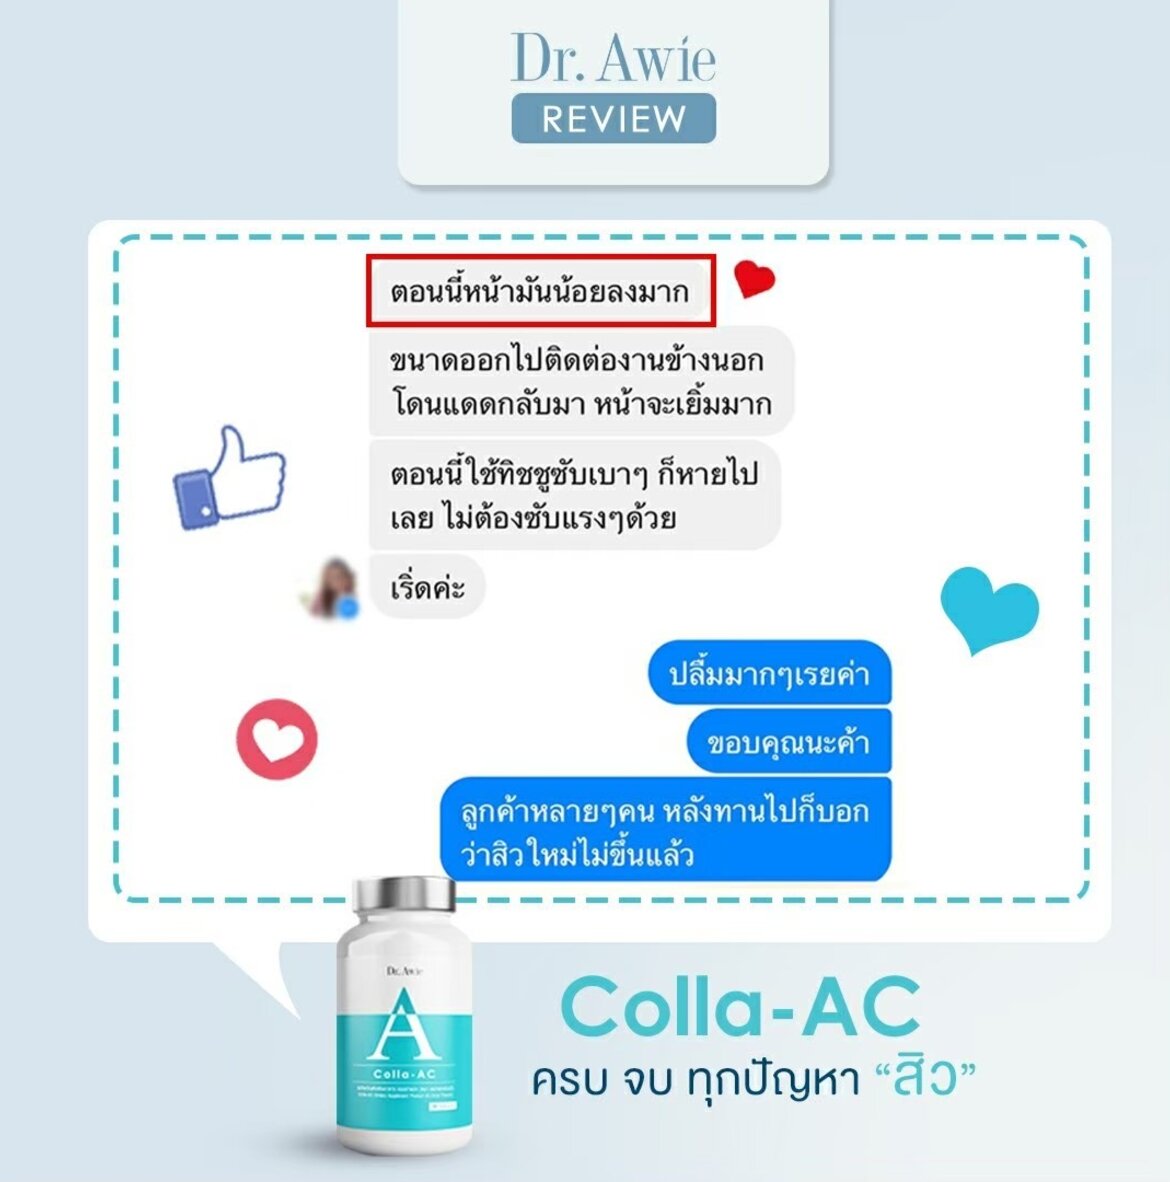 Dr. Awie
REVIEW
ตอนนี้หน้ามันน้อยลงมาก
ขนาดออกไปติดต่องานข้างนอก
โดนแดดกลับมา หน้าจะเยิ้มมาก
ตอนนี้ใช้ทิชชูซับเบาๆ ก็หายไป
เลย ไม่ต้องซับแรงๆด้วย
เริ่ดค่ะ
ปลื้มมากๆเรยค่า
ขอบคุณนะค้า
ลูกค้าหลายๆคน หลังทานไปก็บอก
ว่าสิวใหม่ไม่ขึ้นแล้ว
Dr. Awie
A
Colla-AC
Colla-AC
ครบ จบ ทุกปัญหา “สิว”